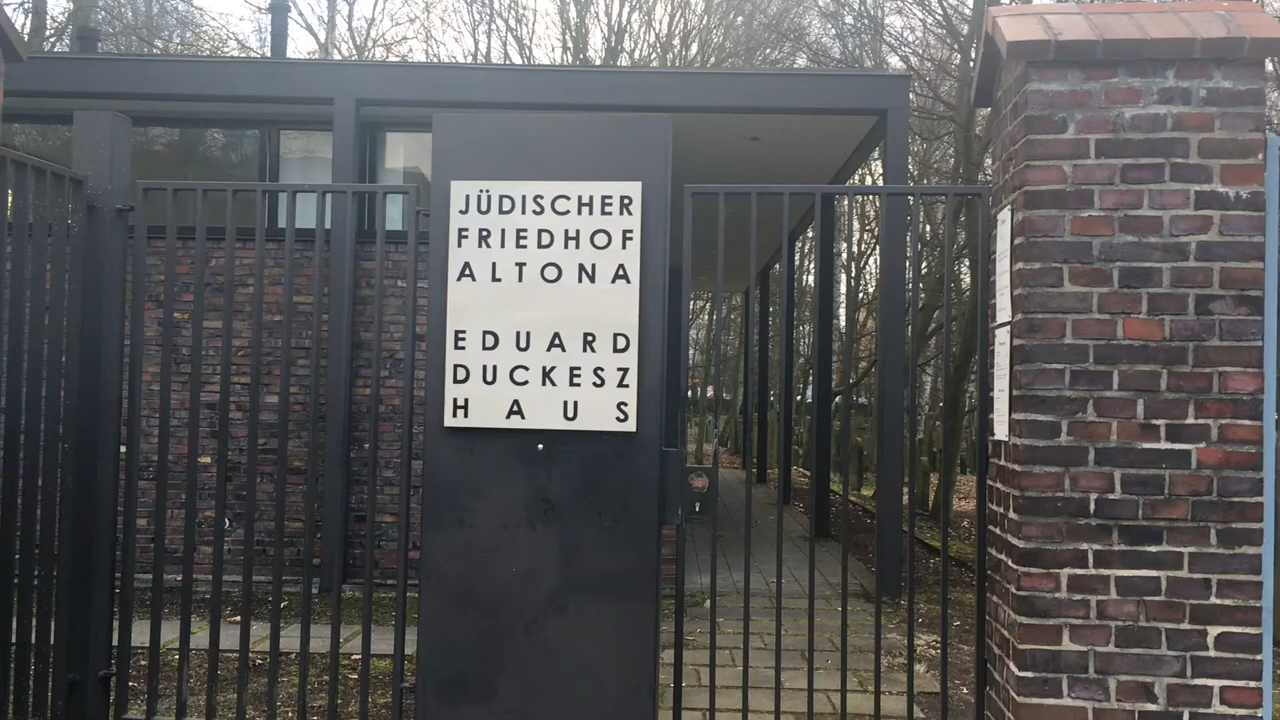 JÜDISCHER
FRIEDHOF
ALTONA
EDUARD
DUCKESZ
HAUS